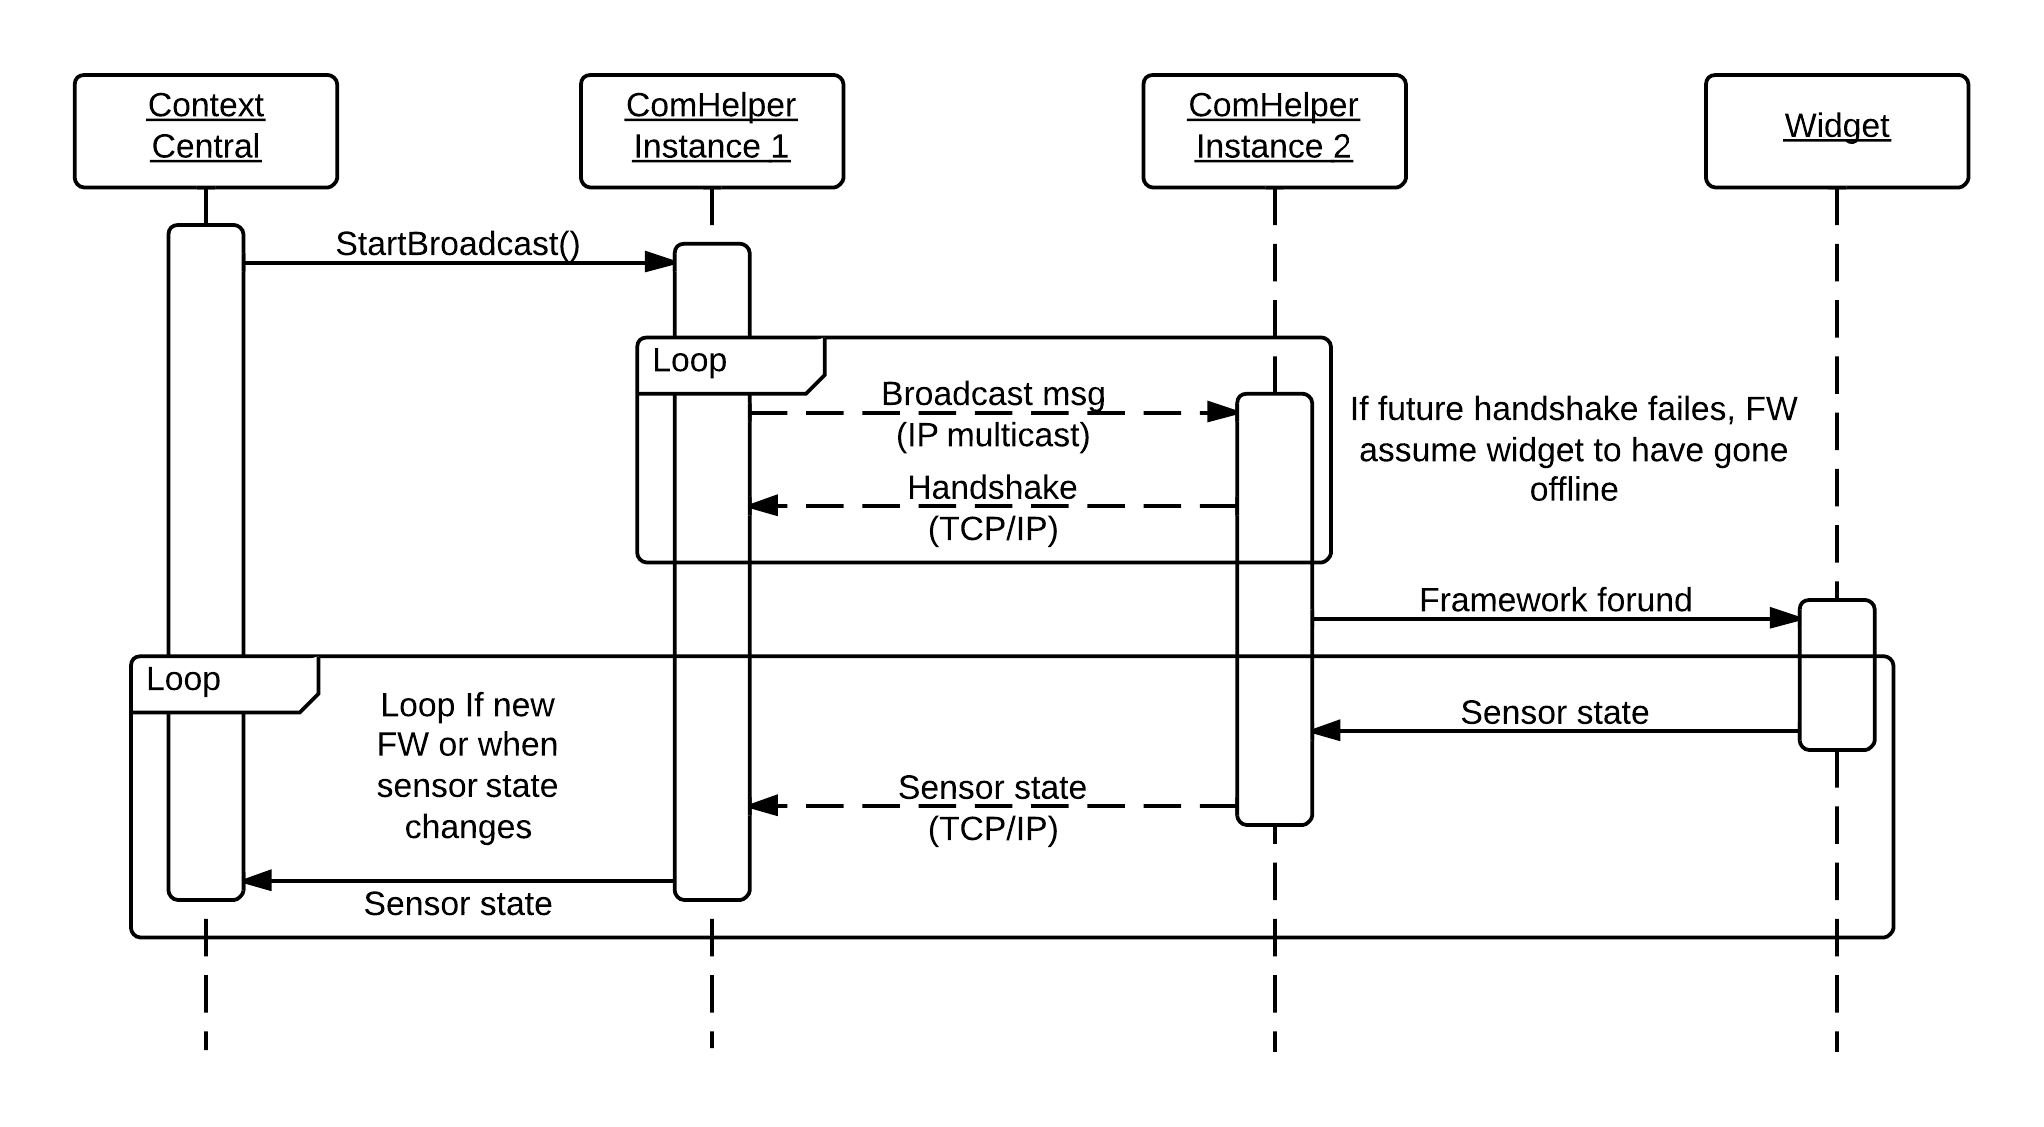 Context
Central
ComHelper
Instance 1
ComHelper
Instance 2
Widget
StartBroadcast()
Loop
Broadcast msg
(IP multicast)
Handshake
(TCP/IP)
If future handshake failes, FW
assume widget to have gone
offline
Framework forund
Loop
Loop If new
FW or when
sensor state
changes
Sensor state
Sensor state
(TCP/IP)
Sensor state